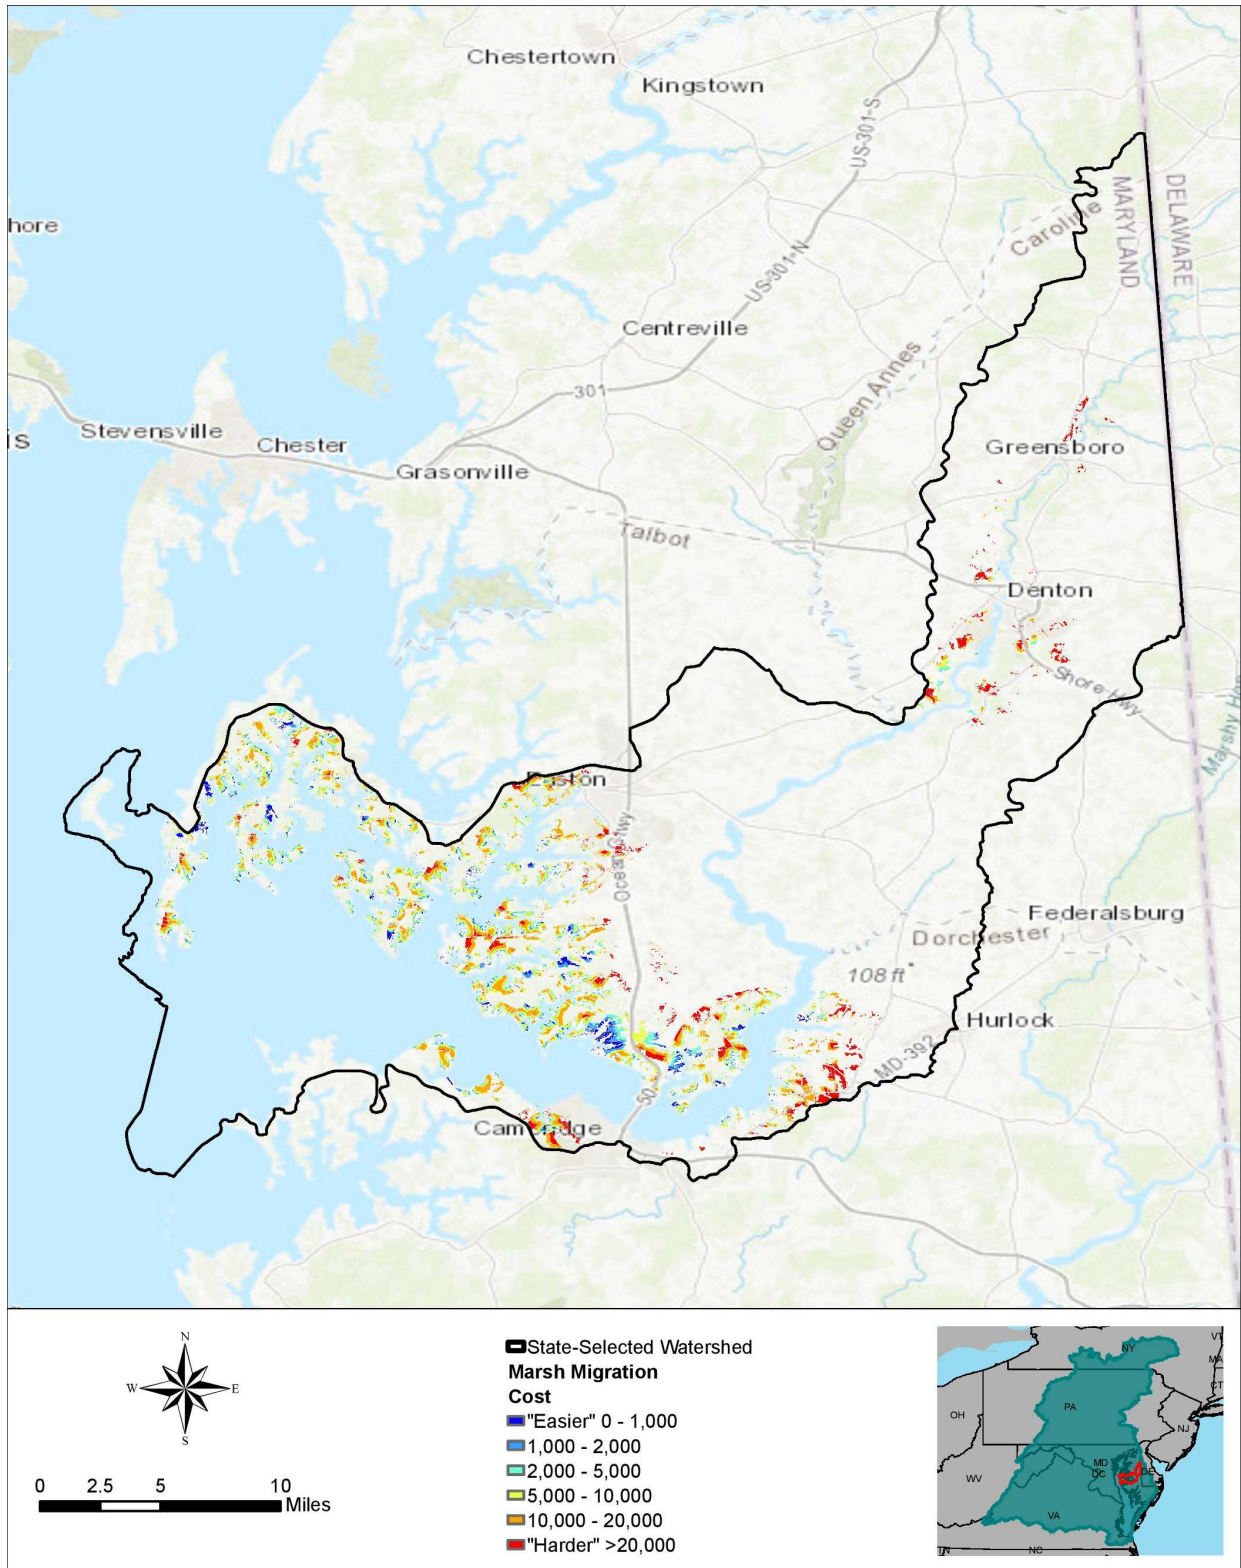 Chestertown
Kingstown
US-301-S
hore
Caroline
MARYLAND
DELAWARE
US-301-N
Centreville
301
Queen Annes
Stevensville
is
Chester
Grasonville
Greensboro
Talbot
Denton
Shore Hwy
Easton
Ocean Gtwy
Federalsburg
Dorchester
108 ft
Hurlock
MD-392
50
Cambridge
N
W
E
S
0
2.5
5
10
Miles
State-Selected Watershed
Marsh Migration
Cost
"Easier" 0 - 1,000
1,000 - 2,000
2,000 - 5,000
5,000 - 10,000
10,000 - 20,000
"Harder" >20,000
VT
NY
MA
CT
PA
OH
NJ
MD
DC
DE
WV
VA
TN
NC